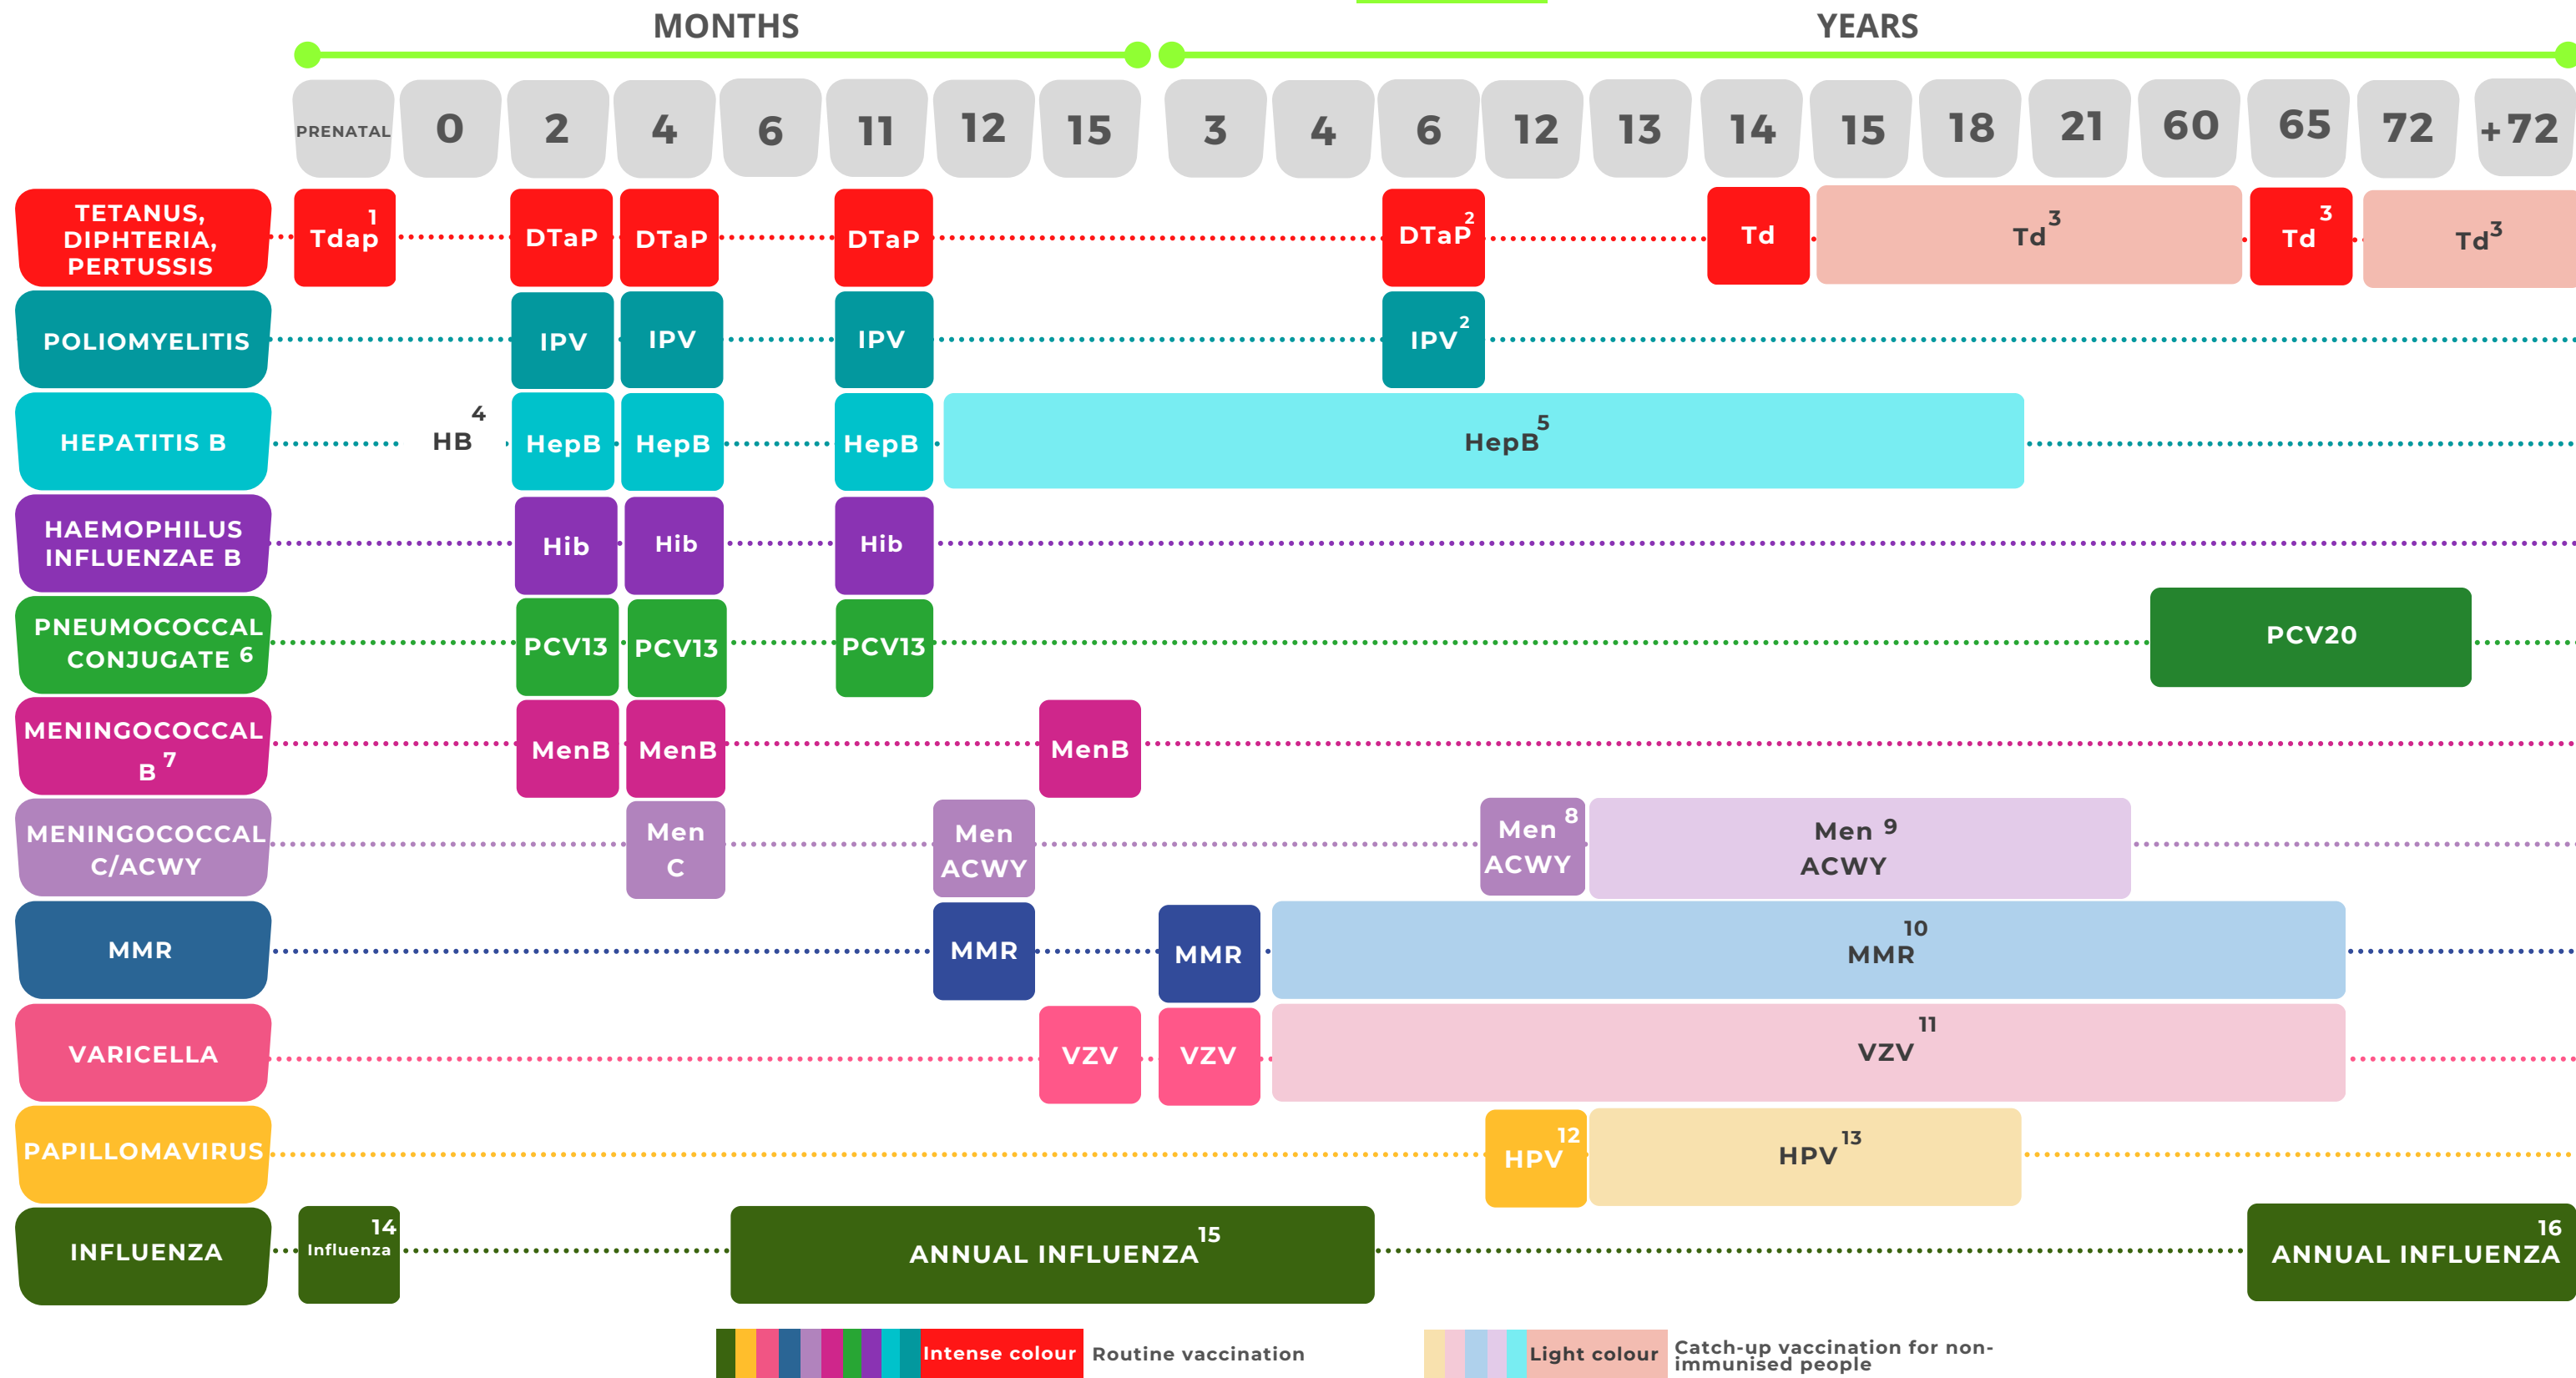 MONTHS YEARS
PRENATAL 0 2 4 6 11 12 15 3 4 6 12 13 14 15 18 21 60 65 72 +72
TETANUS,
DIPHTERIA,
PERTUSSIS
Tdap 1 DTaP DTaP DTaP DTaP 2 Td Td 3 Td 3 Td 3
POLIOMYELITIS IPV IPV IPV IPV 2
HEPATITIS B HB 4 HepB HepB HepB HepB 5
HAEMOPHILUS
INFLUENZAE B
Hib Hib Hib
PNEUMOCOCCAL
CONJUGATE 6
PCV13 PCV13 PCV13 PCV20
MENINGOCOCCAL
B 7
MenB MenB MenB
MENINGOCOCCAL
C/ACWY
Men
C
Men
ACWY
Men 8
ACWY
Men 9
ACWY
MMR MMR MMR MMR 10
VARICELLA VZV VZV VZV 11
PAPILLOMAVIRUS HPV 12 HPV 13
INFLUENZA Influenza 14 ANNUAL INFLUENZA 15 ANNUAL INFLUENZA 16
Intense colour Routine vaccination
Light colour Catch-up vaccination for non-
immunised people